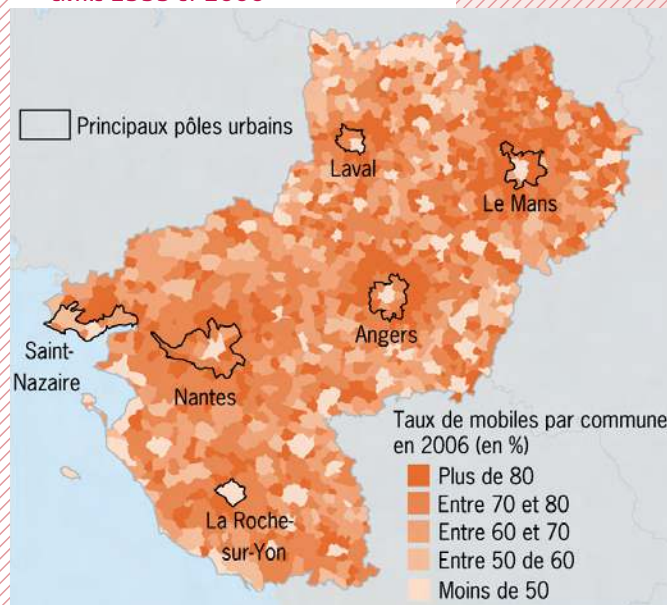 Principaux pôles urbains
Laval
Le Mans
Angers
Saint-
Nazaire
Nantes
La Roche-
sur-Yon
Taux de mobiles par commune
en 2006 (en %)
Plus de 80
Entre 70 et 80
Entre 60 et 70
Entre 50 de 60
Moins de 50